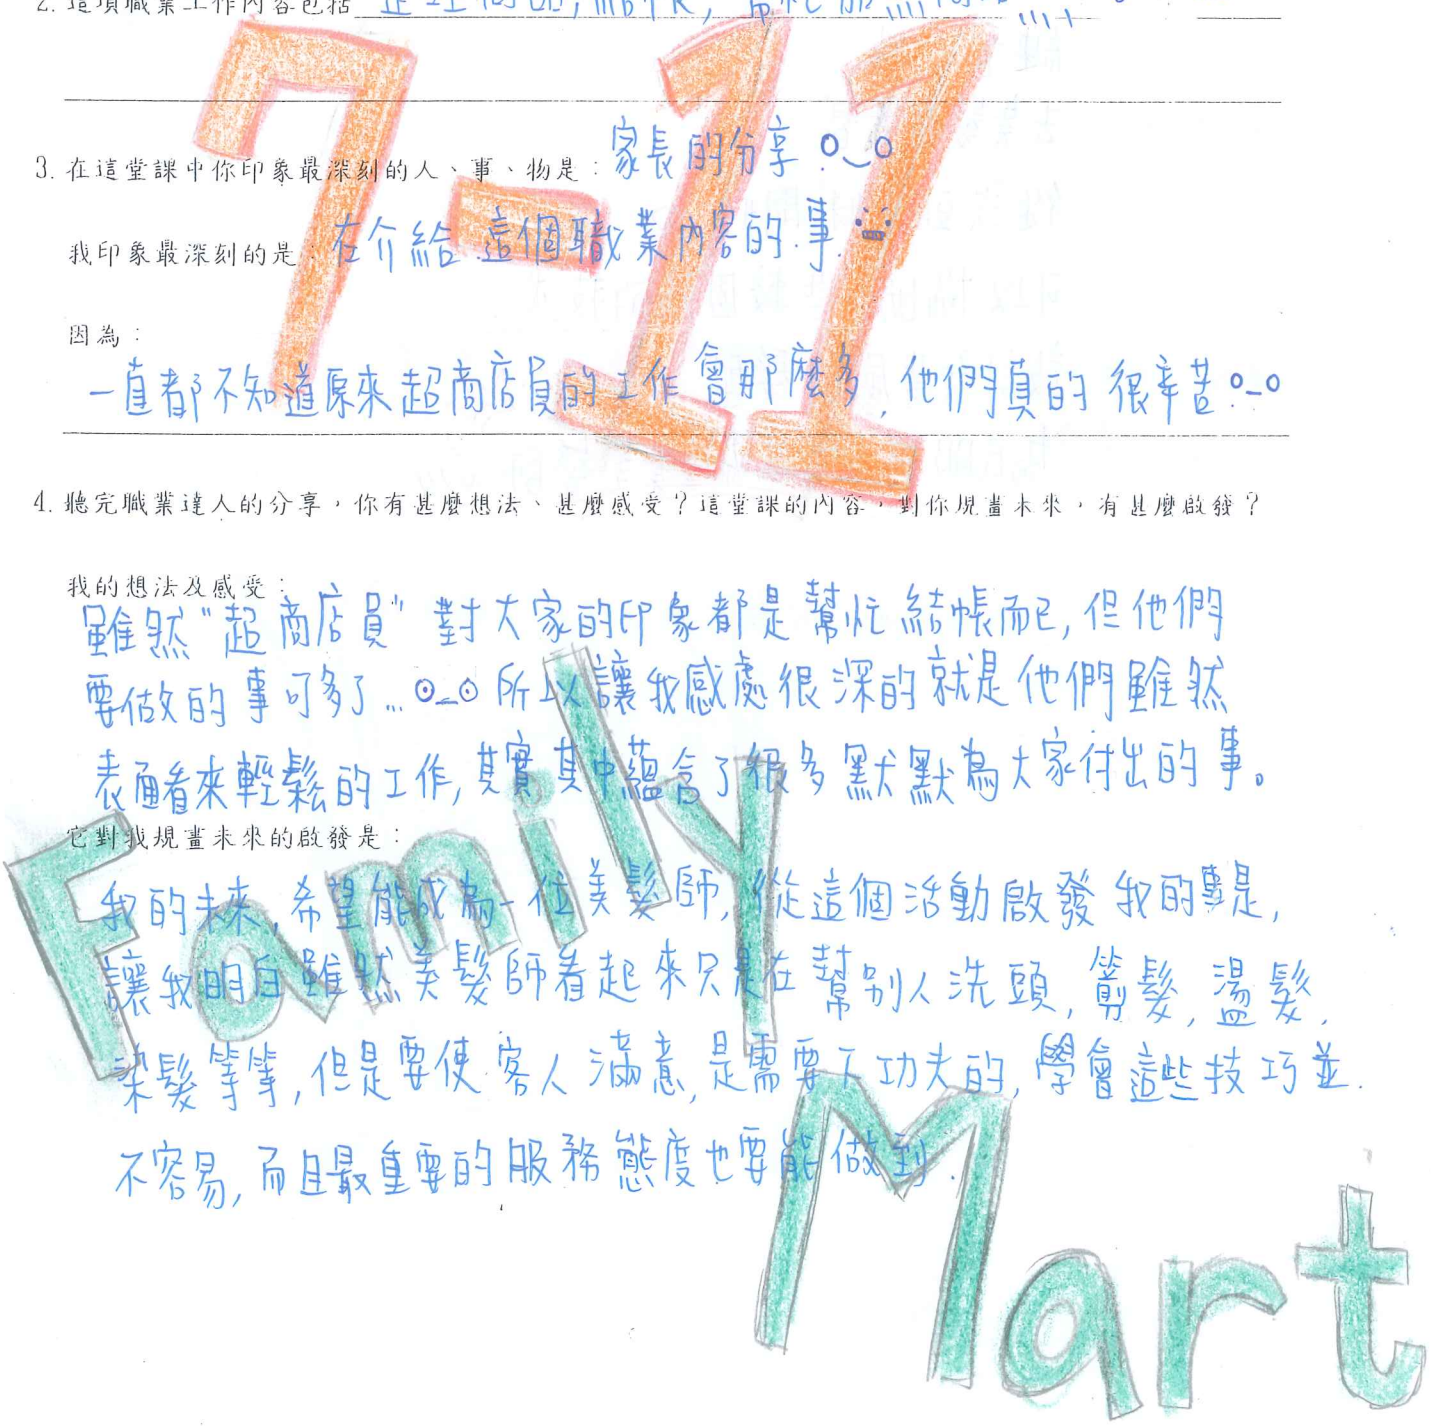 2. 這項職業工作內容包括
3. 在這堂課中你印象最深刻的人、事、物是：家長的分享
我印象最深刻的是：在介給 這個職業內容的事.
因為：
一直都不知道原來超商店員的工作會那麼多, 他們真的很辛苦
4. 聽完職業達人的分享，你有甚麼想法、甚麼感受？這堂課的內容，對你規畫未來，有甚麼啟發？
我的想法及感受：
雖然"超商店員" 對大家的印象都是幫忙結帳而已, 但他們
要做的事可多了... 所以讓我感處很深的就是他們雖然
表面看來輕鬆的工作, 其實其中蘊含了很多默默為大家付出的事。
它對我規畫未來的啟發是：
我的未來, 希望能成為一位美髮師, 從這個活動啟發我的事是,
讓我明白雖然美髮師看起來只是在幫別人洗頭, 剪髮, 燙髮,
染髮等等, 但是要使客人滿意, 是需要下功夫的, 學會這些技巧並
不容易, 而且最重要的服務態度也要能做到.
7-11
Family
Mart